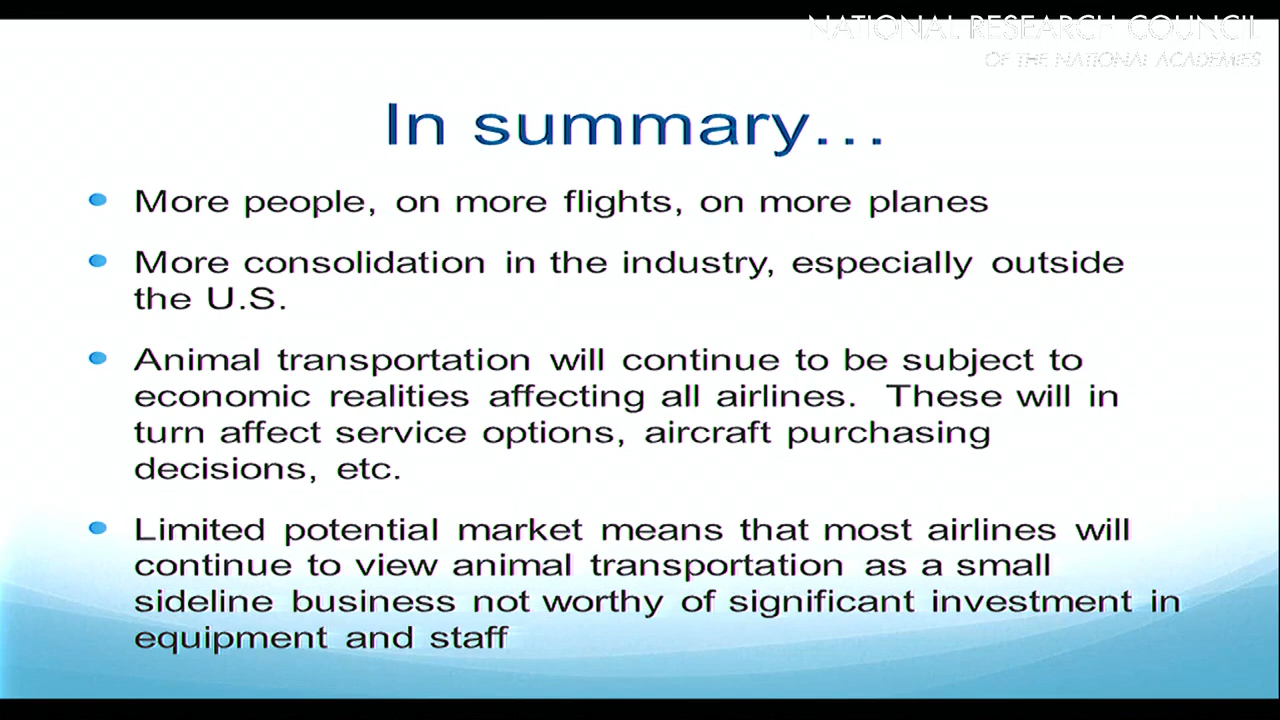 NATIONAL RESEARCH COUNCIL
OF THE NATIONAL ACADEMIES
In summary…
More people, on more flights, on more planes
More consolidation in the industry, especially outside
the U.S.
Animal transportation will continue to be subject to
economic realities affecting all airlines.  These will in
turn affect service options, aircraft purchasing
decisions, etc.
Limited potential market means that most airlines will
continue to view animal transportation as a small
sideline business not worthy of significant investment in
equipment and staff